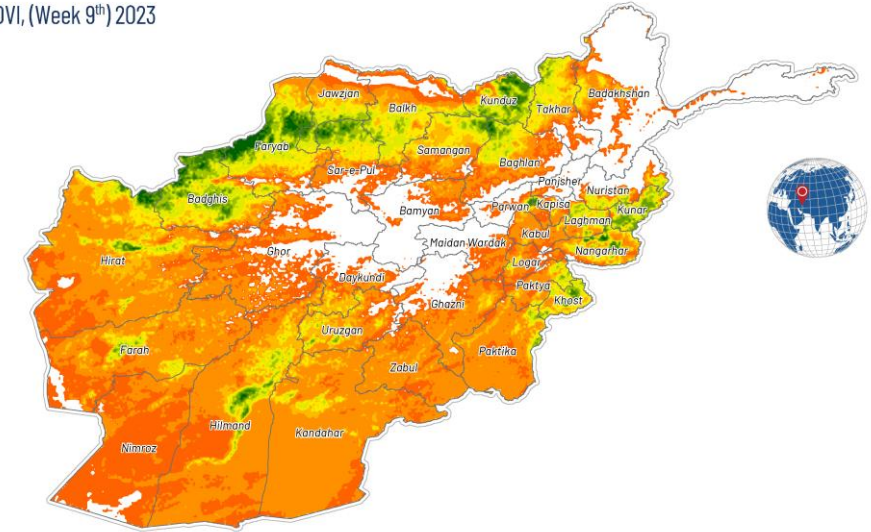 DVI, (Week 9th) 2023
Jawzjan
Balkh
Kunduz
Takhar
Badakhshan
Faryab
Samangan
Baghlan
Sar-e-Pul
Panjsher
Badghis
Bamyan
Parwan
Kapisa
Nuristan
Laghman
Kunar
Hirat
Ghor
Maidan Wardak
Kabul
Nangarhar
Daykundi
Logar
Ghazni
Paktya
Khost
Uruzgan
Farah
Zabul
Paktika
Hilmand
Kandahar
Nimroz